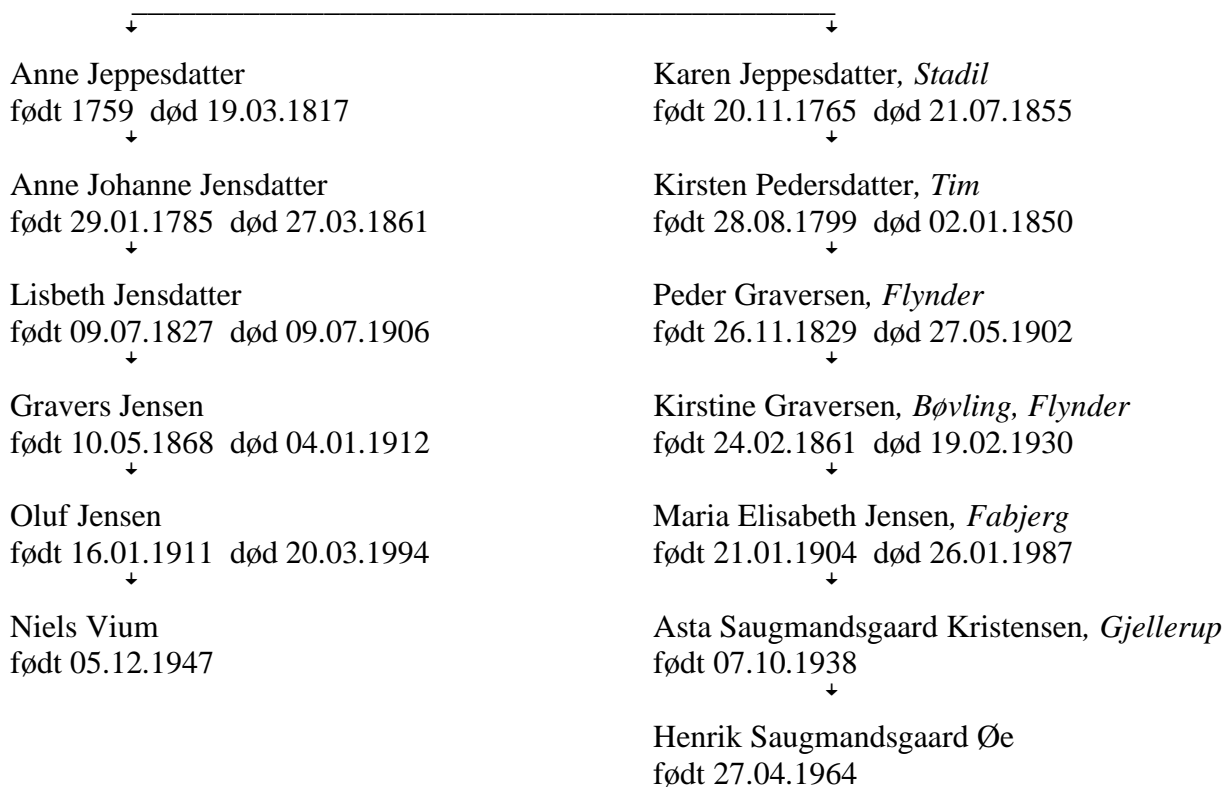 Anne Jeppesdatter
født 1759 død 19.03.1817
Anne Johanne Jensdatter
født 29.01.1785 død 27.03.1861
Lisbeth Jensdatter
født 09.07.1827 død 09.07.1906
Gravers Jensen
født 10.05.1868 død 04.01.1912
Oluf Jensen
født 16.01.1911 død 20.03.1994
Niels Vium
født 05.12.1947
Karen Jeppesdatter, Stadil
født 20.11.1765 død 21.07.1855
Kirsten Pedersdatter, Tim
født 28.08.1799 død 02.01.1850
Peder Graversen, Flynder
født 26.11.1829 død 27.05.1902
Kirstine Graversen, Bøvling, Flynder
født 24.02.1861 død 19.02.1930
Maria Elisabeth Jensen, Fabjerg
født 21.01.1904 død 26.01.1987
Asta Saugmandsgaard Kristensen, Gjellerup
født 07.10.1938
Henrik Saugmandsgaard Øe
født 27.04.1964